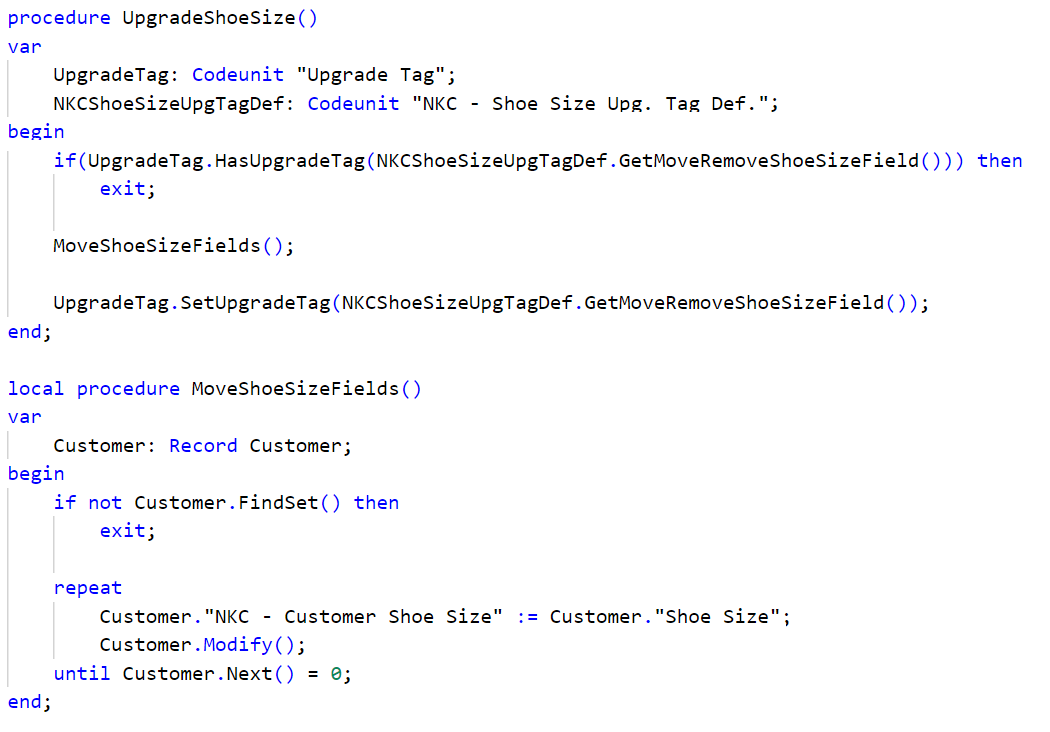 procedure UpgradeShoeSize()
var
    UpgradeTag: Codeunit "Upgrade Tag";
    NKCShoeSizeUpgTagDef: Codeunit "NKC - Shoe Size Upg. Tag Def.";
begin
    if(UpgradeTag.HasUpgradeTag(NKCShoeSizeUpgTagDef.GetMoveRemoveShoeSizeField())) then
        exit;

    MoveShoeSizeFields();

    UpgradeTag.SetUpgradeTag(NKCShoeSizeUpgTagDef.GetMoveRemoveShoeSizeField());
end;

local procedure MoveShoeSizeFields()
var
    Customer: Record Customer;
begin
    if not Customer.FindSet() then
        exit;

    repeat
        Customer."NKC - Customer Shoe Size" := Customer."Shoe Size";
        Customer.Modify();
    until Customer.Next() = 0;
end;